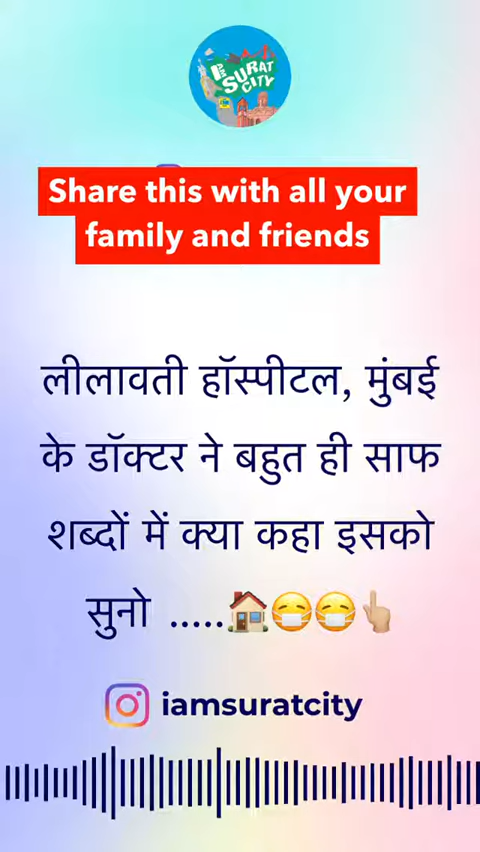 I AM
SURAT
CITY
Share this with all your
family and friends
लीलावती हॉस्पीटल, मुंबई
के डॉक्टर ने बहुत ही साफ
शब्दों में क्या कहा इसको
सुनो .....🏠😷😷👆🏼
iamsuratcity